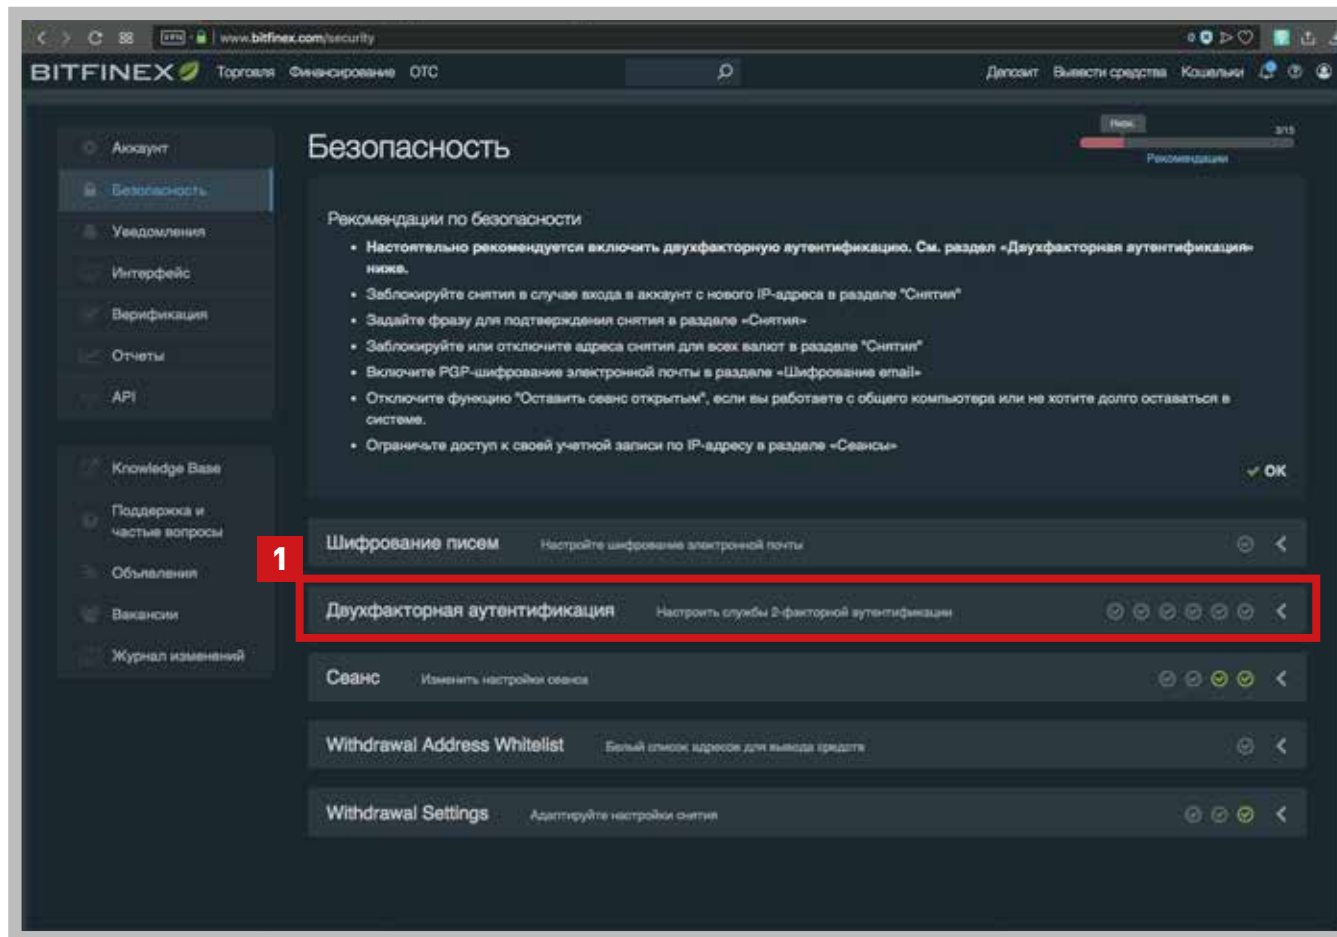 VPN www.bitfinex.com/security 0
BITFINEX Торговля Финансирование OTC Депозит Вывести средства Кошельки
Аккаунт
Безопасность
Уведомления
Интерфейс
Верификация
Отчеты
API
Knowledge Base
Поддержка и
частые вопросы
Объявления
Вакансии
Журнал изменений
Безопасность
Низк.
3/15
Рекомендации
Рекомендации по безопасности
• Настоятельно рекомендуется включить двухфакторную аутентификацию. См. раздел «Двухфакторная аутентификация»
ниже.
• Заблокируйте снятия в случае входа в аккаунт с нового IP-адреса в разделе "Снятия"
• Задайте фразу для подтверждения снятия в разделе «Снятия»
• Заблокируйте или отключите адреса снятия для всех валют в разделе "Снятия"
• Включите PGP-шифрование электронной почты в разделе «Шифрование email»
• Отключите функцию "Оставить сеанс открытым", если вы работаете с общего компьютера или не хотите долго оставаться в
системе.
• Ограничьте доступ к своей учетной записи по IP-адресу в разделе «Сеансы»
OK
Шифрование писем Настройте шифрование электронной почты
1
Двухфакторная аутентификация Настроить службы 2-факторной аутентификации
Сеанс Изменить настройки сеанса
Withdrawal Address Whitelist Белый список адресов для вывода средств
Withdrawal Settings Адаптируйте настройки снятия